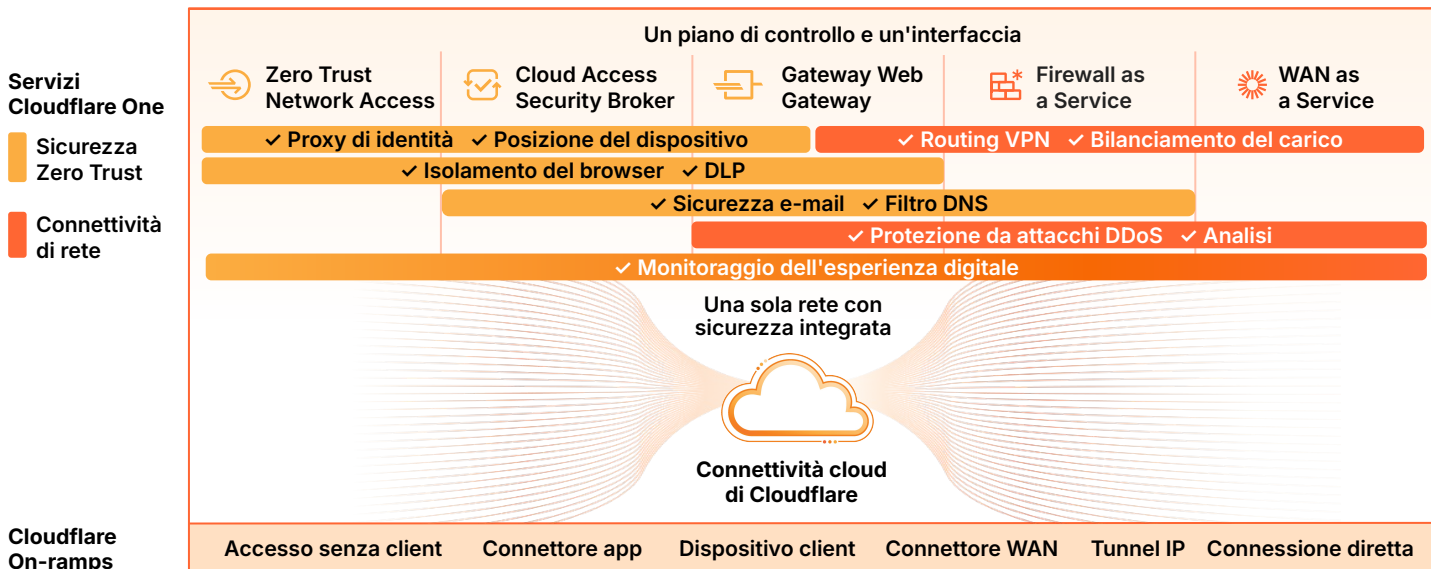 Un piano di controllo e un'interfaccia
Servizi
Cloudflare One
Sicurezza
Zero Trust
Connettività
di rete
Zero Trust
Network Access
Cloud Access
Security Broker
Gateway Web
Gateway
Firewall as
a Service
WAN as
a Service
✓ Proxy di identità ✓ Posizione del dispositivo
✓ Routing VPN ✓ Bilanciamento del carico
✓ Isolamento del browser ✓ DLP
✓ Sicurezza e-mail ✓ Filtro DNS
✓ Protezione da attacchi DDoS ✓ Analisi
✓ Monitoraggio dell'esperienza digitale
Una sola rete con
sicurezza integrata
Connettività cloud
di Cloudflare
Cloudflare
On-ramps
Accesso senza client Connettore app Dispositivo client Connettore WAN Tunnel IP Connessione diretta